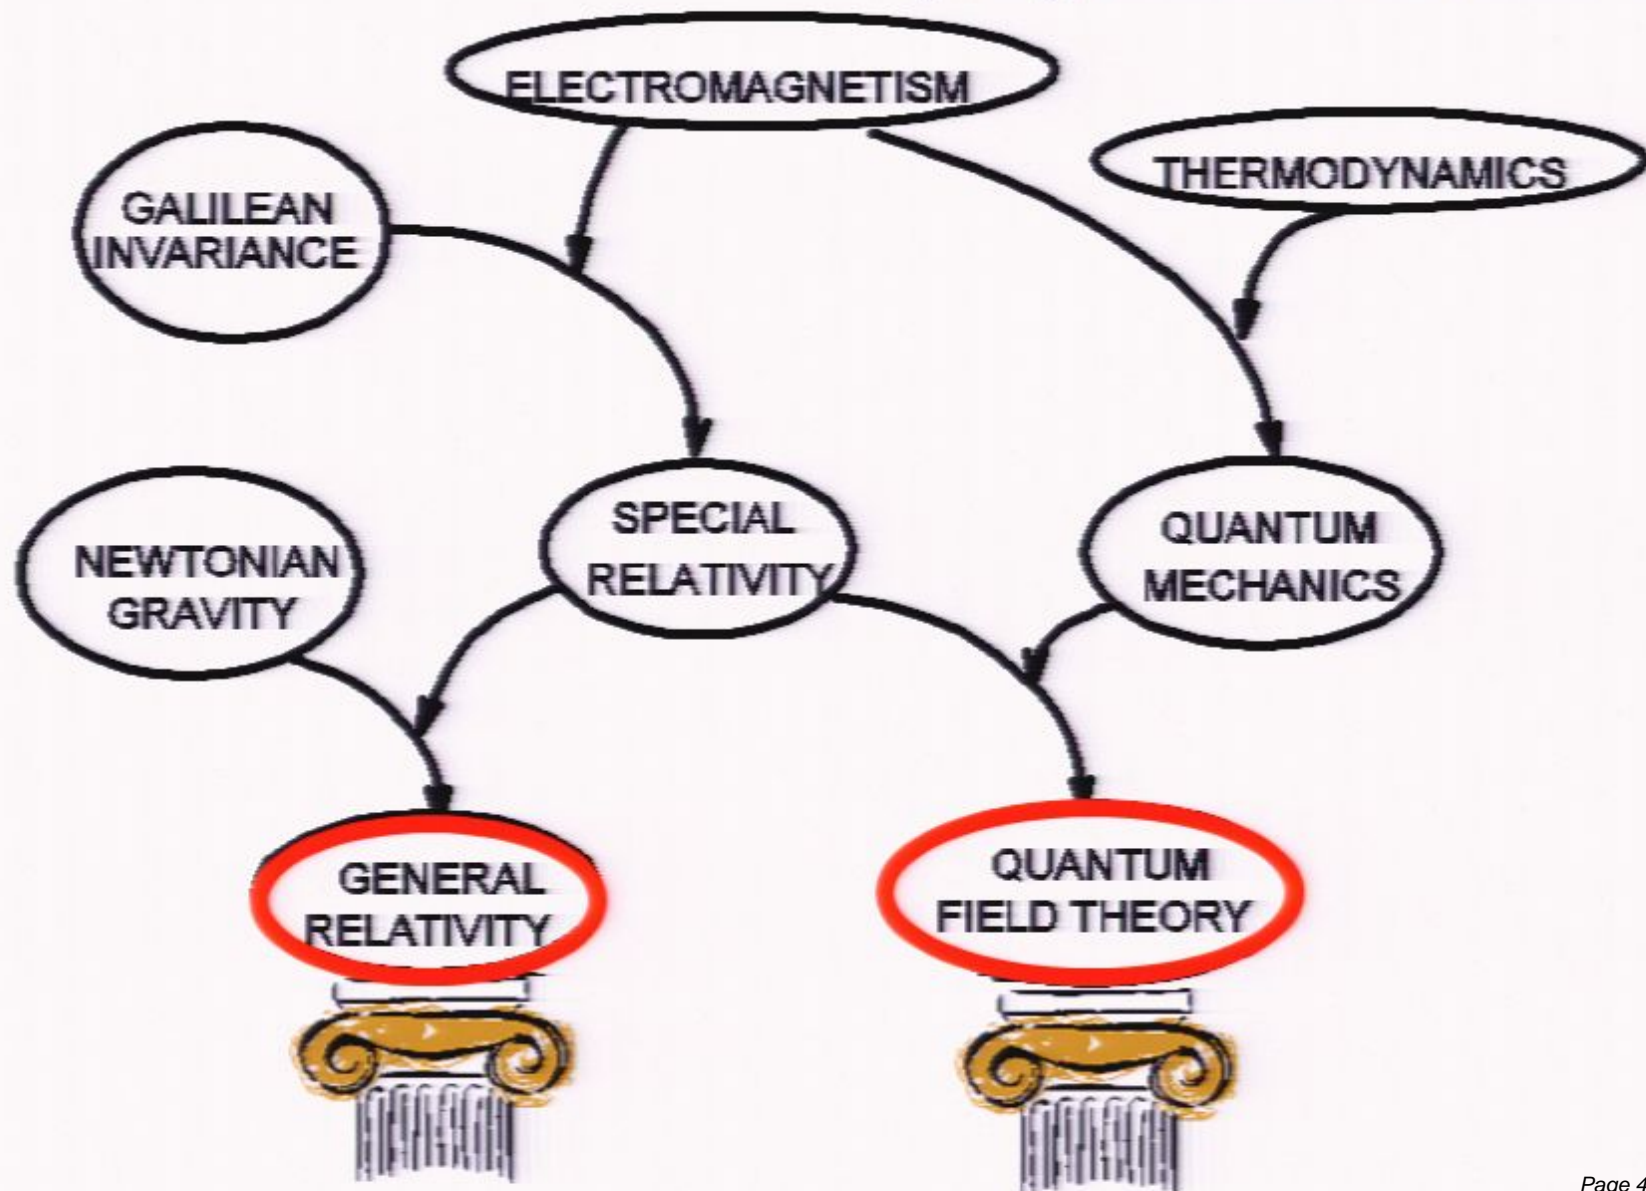 ELECTROMAGNETISM
THERMODYNAMICS
GALILEAN
INVARIANCE
SPECIAL
RELATIVITY
QUANTUM
MECHANICS
NEWTONIAN
GRAVITY
GENERAL
RELATIVITY
QUANTUM
FIELD THEORY
Page 4